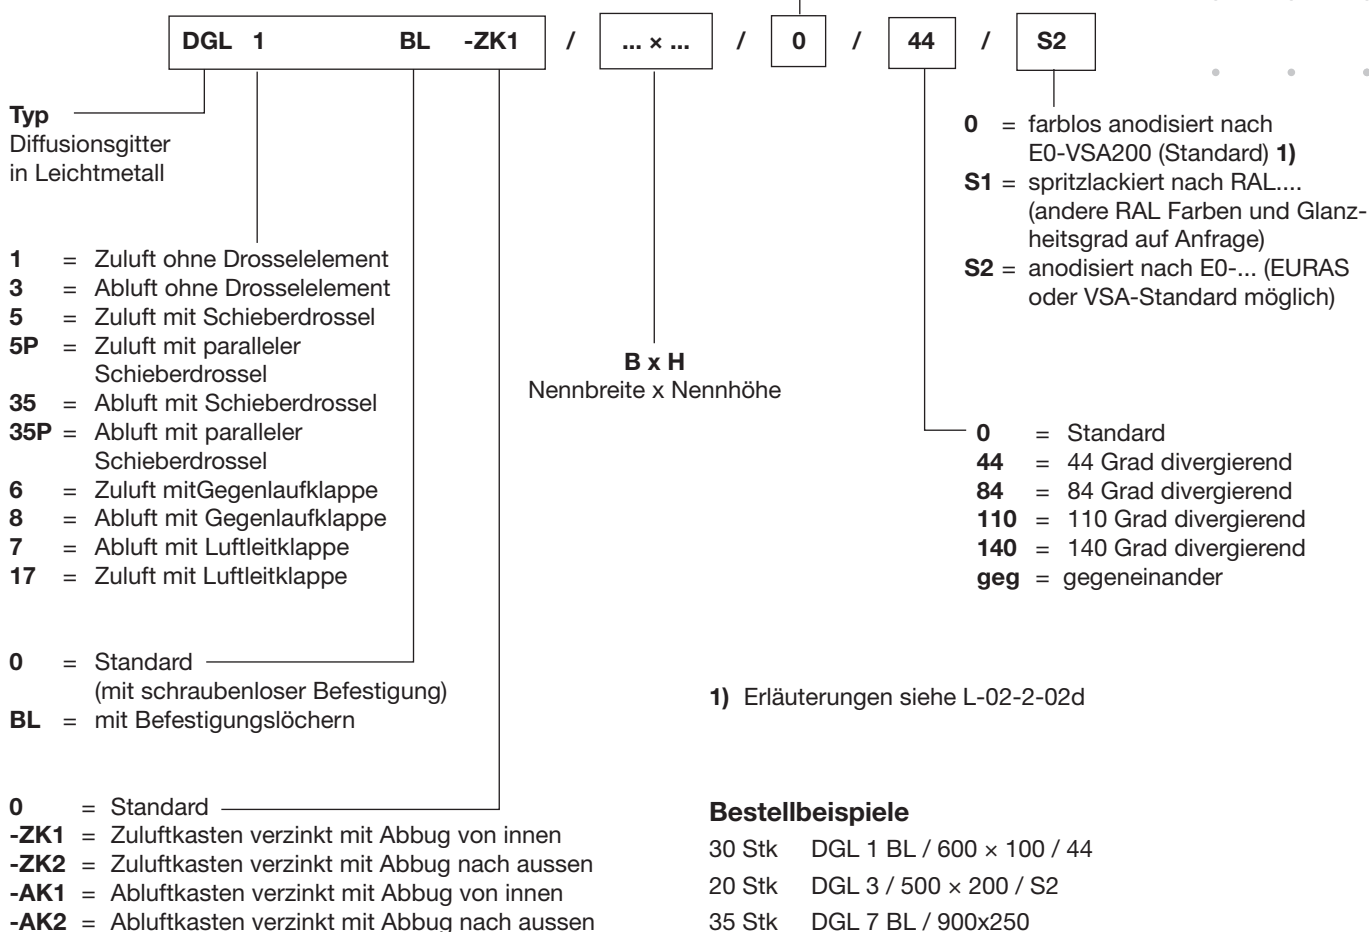 DGL 1 BL -ZK1 / ... × ... / 0 / 44 / S2
Typ
Diffusionsgitter
in Leichtmetall
1 = Zuluft ohne Drosselelement
3 = Abluft ohne Drosselelement
5 = Zuluft mit Schieberdrossel
5P = Zuluft mit paralleler
Schieberdrossel
35 = Abluft mit Schieberdrossel
35P = Abluft mit paralleler
Schieberdrossel
6 = Zuluft mitGegenlaufklappe
8 = Abluft mit Gegenlaufklappe
7 = Abluft mit Luftleitklappe
17 = Zuluft mit Luftleitklappe
0 = Standard
(mit schraubenloser Befestigung)
BL = mit Befestigungslöchern
0 = Standard
-ZK1 = Zuluftkasten verzinkt mit Abbug von innen
-ZK2 = Zuluftkasten verzinkt mit Abbug nach aussen
-AK1 = Abluftkasten verzinkt mit Abbug von innen
-AK2 = Abluftkasten verzinkt mit Abbug nach aussen
B x H
Nennbreite x Nennhöhe
0 = farblos anodisiert nach
E0-VSA200 (Standard) 1)
S1 = spritzlackiert nach RAL....
(andere RAL Farben und Glanz-
heitsgrad auf Anfrage)
S2 = anodisiert nach E0-... (EURAS
oder VSA-Standard möglich)
0 = Standard
44 = 44 Grad divergierend
84 = 84 Grad divergierend
110 = 110 Grad divergierend
140 = 140 Grad divergierend
geg = gegeneinander
1) Erläuterungen siehe L-02-2-02d
Bestellbeispiele
30 Stk DGL 1 BL / 600 × 100 / 44
20 Stk DGL 3 / 500 × 200 / S2
35 Stk DGL 7 BL / 900x250